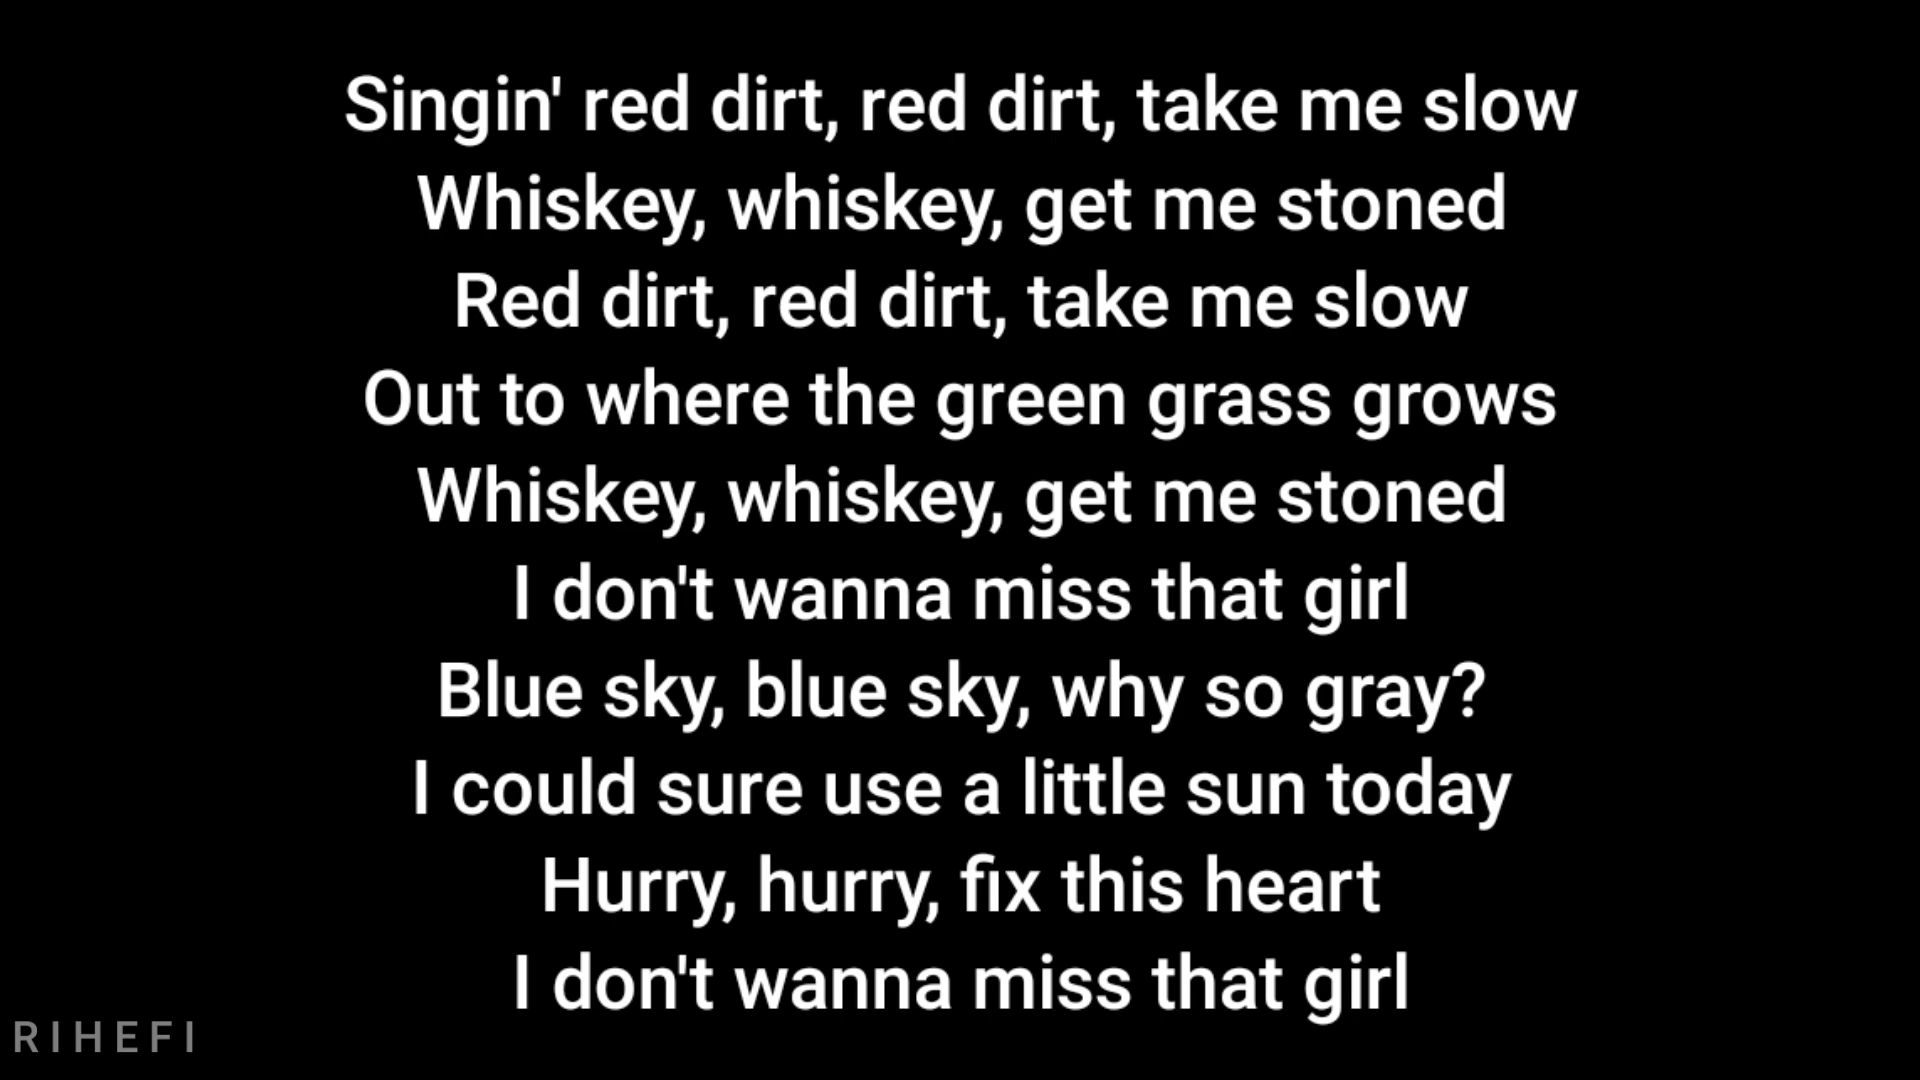 Singin' red dirt, red dirt, take me slow
Whiskey, whiskey, get me stoned
Red dirt, red dirt, take me slow
Out to where the green grass grows
Whiskey, whiskey, get me stoned
I don't wanna miss that girl
Blue sky, blue sky, why so gray?
I could sure use a little sun today
Hurry, hurry, fix this heart
I don't wanna miss that girl
RIHEFI